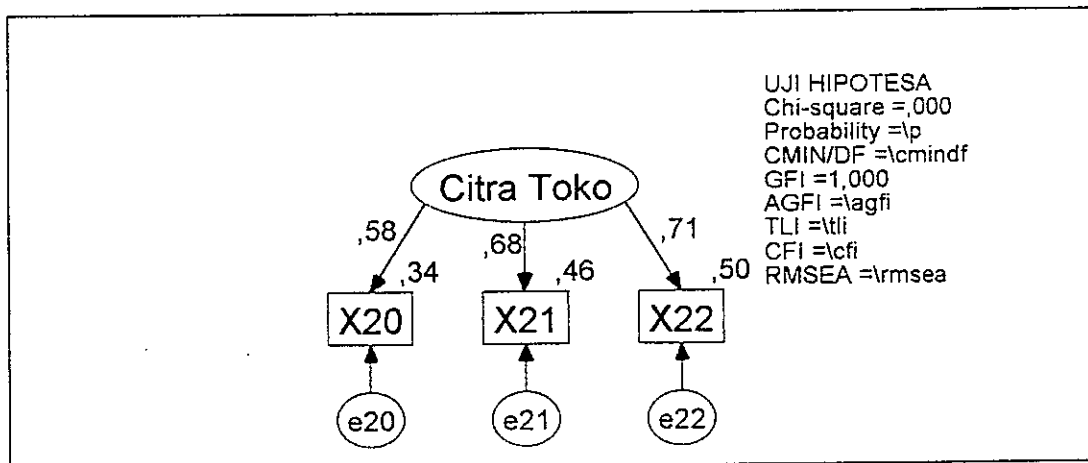 UJI HIPOTESA
Chi-square =,000
Probability =\p
CMIN/DF =\cmindf
GFI =1,000
AGFI =\agfi
TLI =\tli
CFI =\cfi
RMSEA =\rmsea
Citra Toko
,58
,68
,71
,34
,46
,50
X20
X21
X22
e20
e21
e22